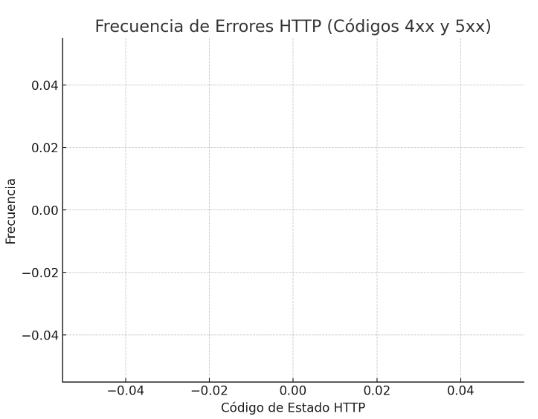 Frecuencia de Errores HTTP (Códigos 4xx y 5xx)
Frecuencia
0.04
0.02
0.00
−0.02
−0.04
−0.04 −0.02 0.00 0.02 0.04
Código de Estado HTTP